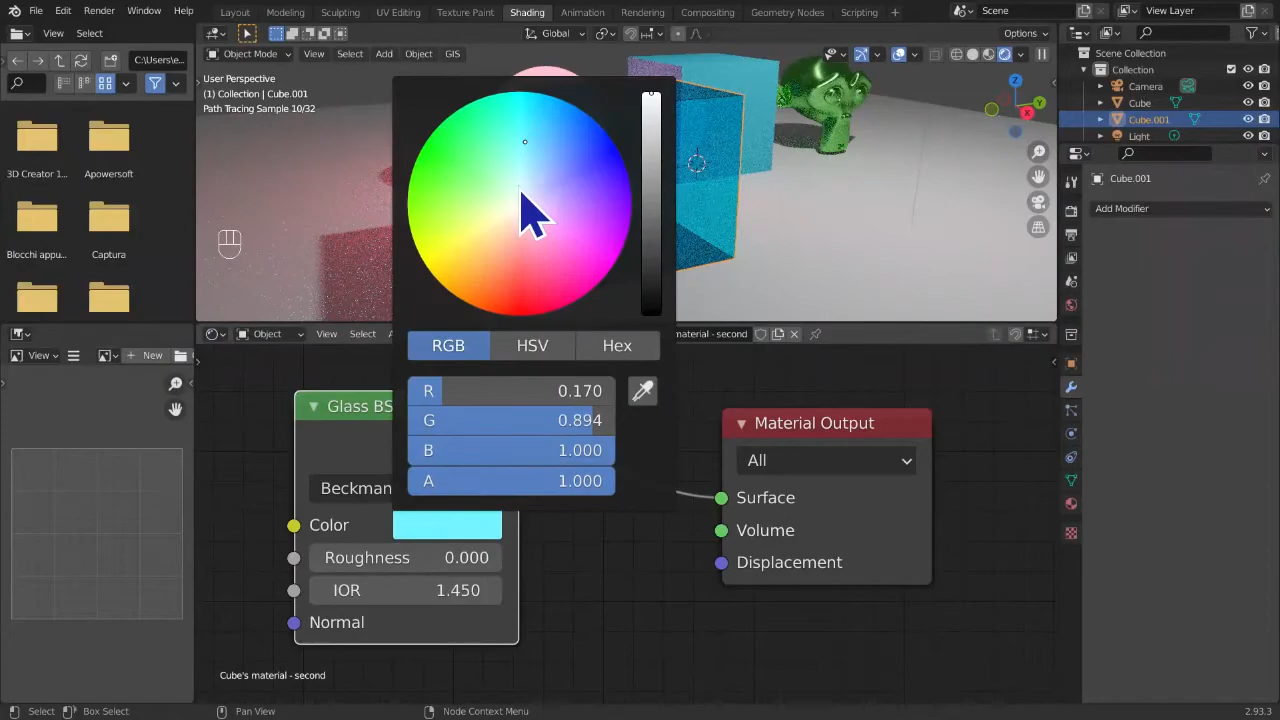 File Edit Render Window Help
Layout Modeling Sculpting UV Editing Texture Paint Shading Animation Rendering Compositing Geometry Nodes Scripting
Scene View Layer
View Select
Object Mode View Select Add Object GIS
Global
Options
C:\Users\e...
User Perspective
(1) Collection | Cube.001
Path Tracing Sample 10/32
3D Creator 1...
Apowersoft
Blocchi appu...
Captura
Scene Collection
Collection
Camera
Cube
Cube.001
Light
Cube.001
Add Modifier
X
Y
Z
View
New
Object View Select A
material - second
RGB HSV Hex
R 0.170
G 0.894
B 1.000
A 1.000
Glass BS
Beckman
Color
Roughness 0.000
IOR 1.450
Normal
Material Output
All
Surface
Volume
Displacement
Cube's material - second
Select Box Select Pan View Node Context Menu 2.93.3